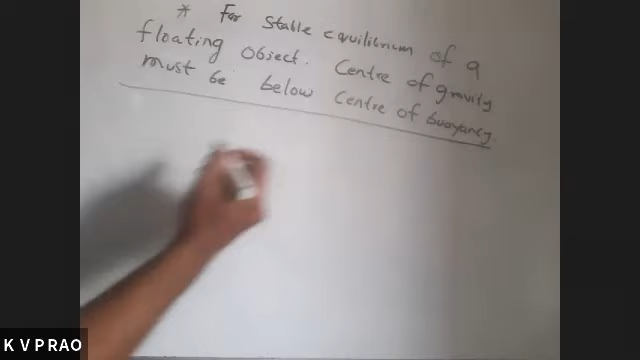 * For stable equilibrium of a
floating object. Centre of gravity
must be below Centre of buoyancy.
K V P RAO